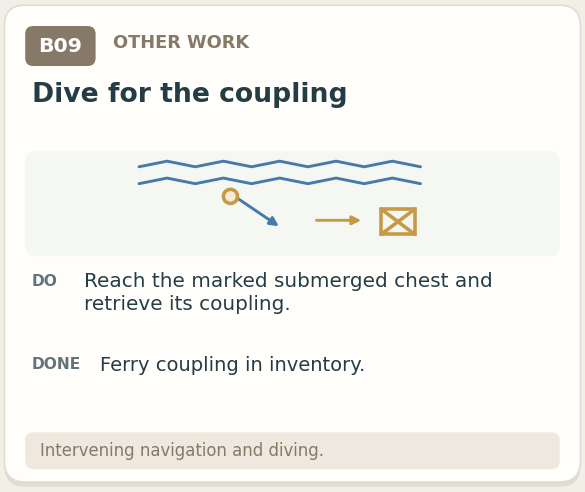 B09 OTHER WORK
Dive for the coupling
DO Reach the marked submerged chest and
retrieve its coupling.
DONE Ferry coupling in inventory.
Intervening navigation and diving.